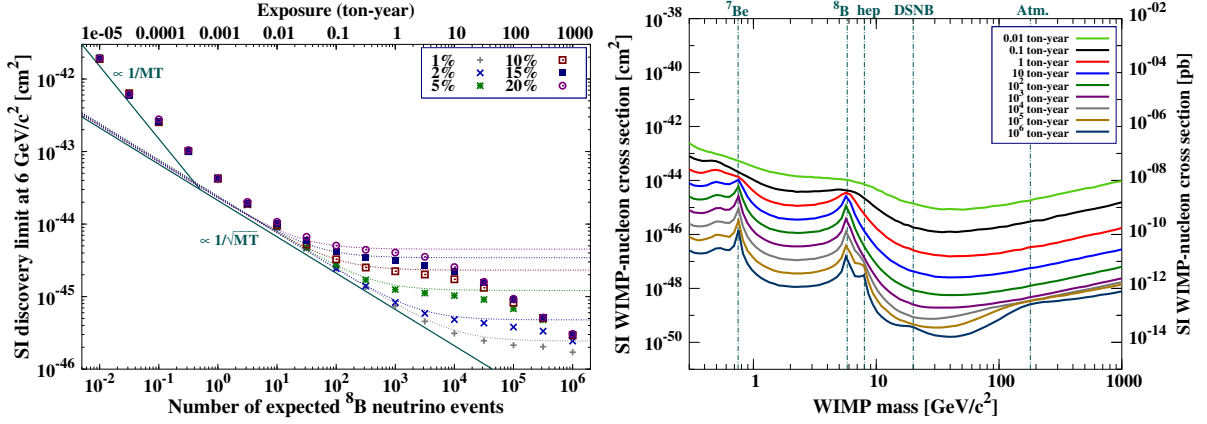 Exposure (ton-year)
1e-05 0.0001 0.001 0.01 0.1 1 10 100 1000
SI discovery limit at 6 GeV/c² [cm²]
10⁻⁴²
10⁻⁴³
10⁻⁴⁴
10⁻⁴⁵
10⁻⁴⁶
∝ 1/MT
∝ 1/√MT
1% 10%
2% 15%
5% 20%
10⁻² 10⁻¹ 10⁰ 10¹ 10² 10³ 10⁴ 10⁵ 10⁶
Number of expected ⁸B neutrino events
⁷Be ⁸B hep DSNB Atm.
SI WIMP-nucleon cross section [cm²]
10⁻³⁸
10⁻⁴⁰
10⁻⁴²
10⁻⁴⁴
10⁻⁴⁶
10⁻⁴⁸
10⁻⁵⁰
0.01 ton-year
0.1 ton-year
1 ton-year
10 ton-year
10² ton-year
10³ ton-year
10⁴ ton-year
10⁵ ton-year
10⁶ ton-year
10⁻⁰²
10⁻⁰⁴
10⁻⁰⁶
10⁻⁰⁸
10⁻¹⁰
10⁻¹²
10⁻¹⁴
SI WIMP-nucleon cross section [pb]
1 10 100 1000
WIMP mass [GeV/c²]